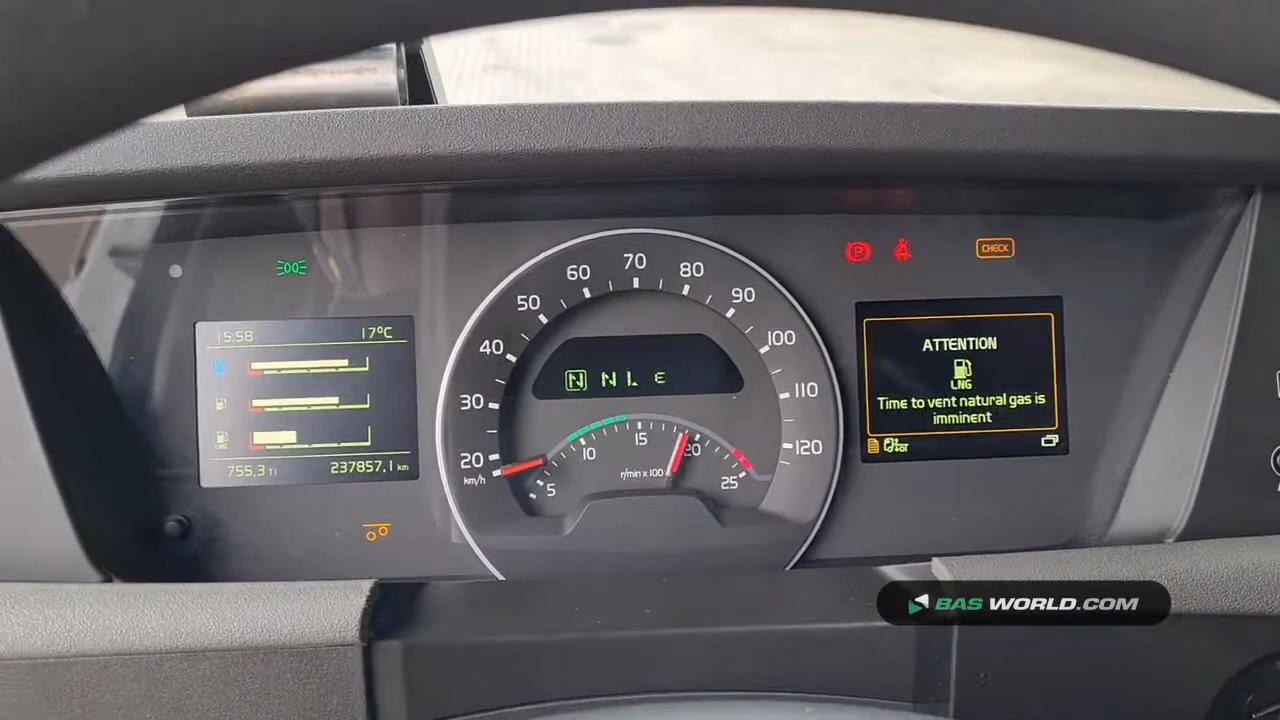 15:58 17°C
755,3 T1 237857,1 km
LNG
20 30 40 50 60 70 80 90 100 110 120
km/h
N N L E
5 10 15 20 25
r/min x 100
P
CHECK
ATTENTION
LNG
Time to vent natural gas is
imminent
BAS WORLD.COM